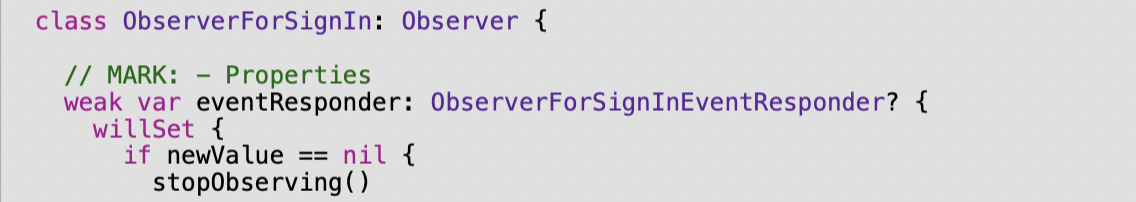 class ObserverForSignIn: Observer {
// MARK: - Properties
weak var eventResponder: ObserverForSignInEventResponder? {
willSet {
if newValue == nil {
stopObserving()